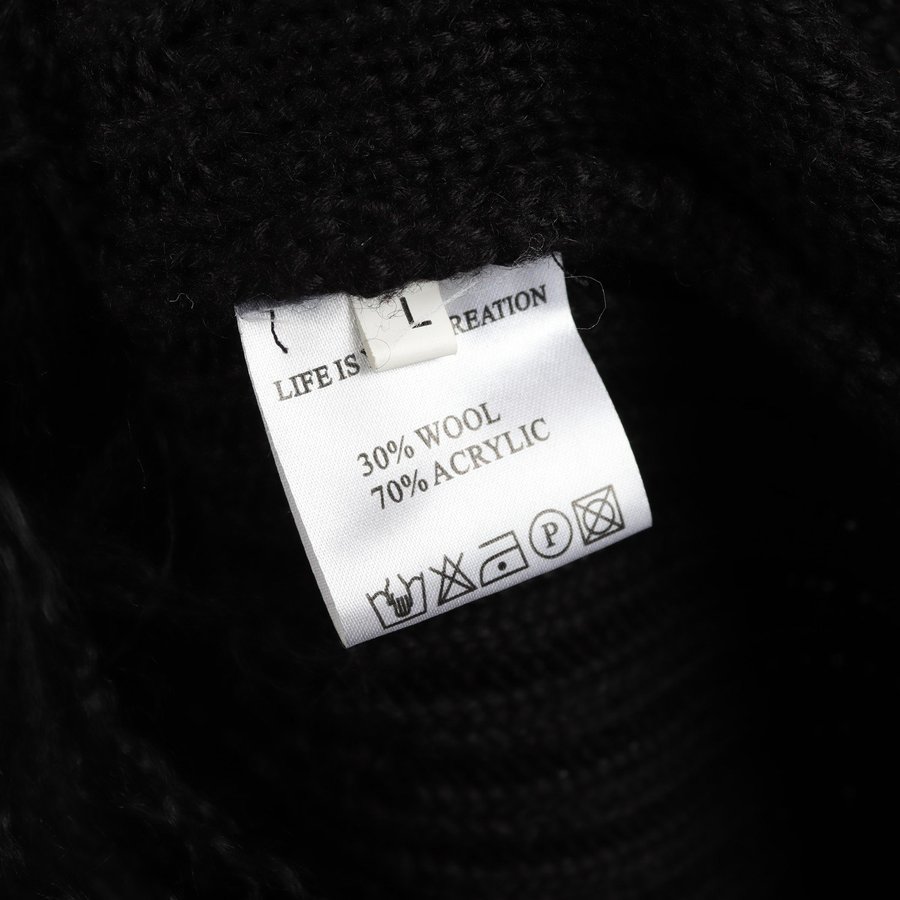 L
LIFE IS REATION
30% WOOL
70% ACRYLIC
P